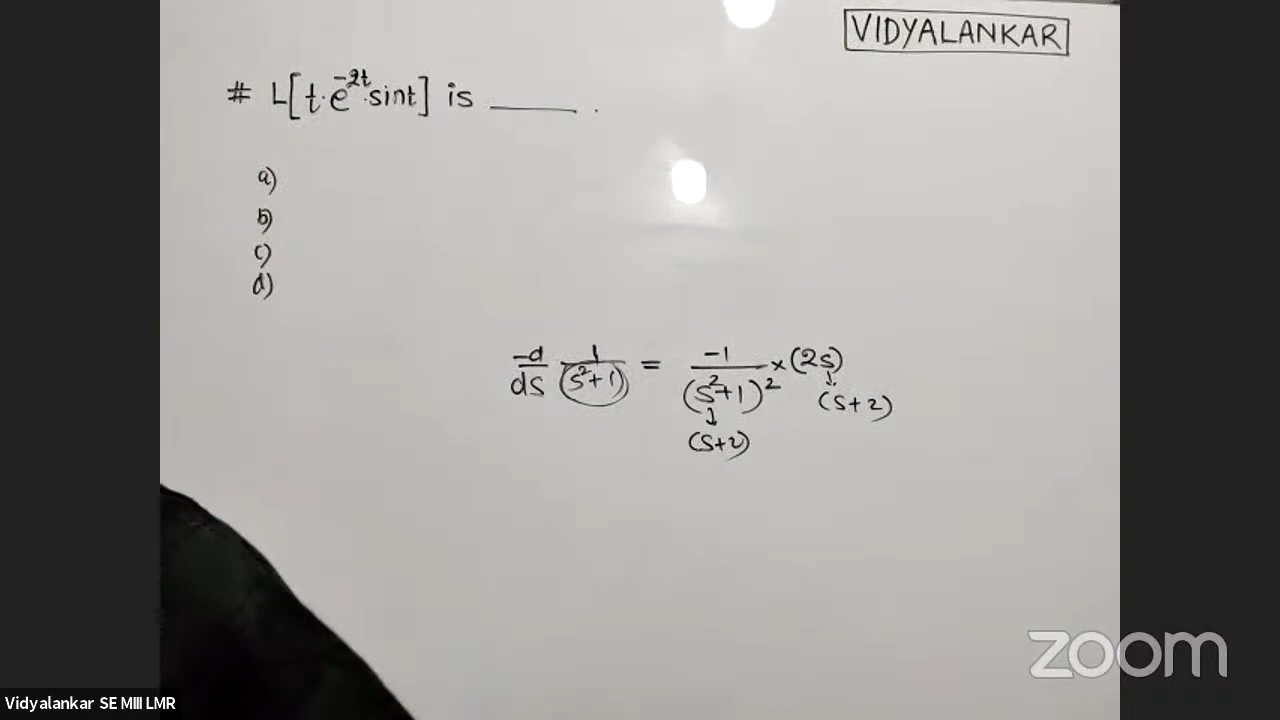 VIDYALANKAR
# L[t·e^{-2t}·sint] is ____ .
a)
b)
c)
d)
-d/ds 1/(s²+1) = -1/(s²+1)² × (2s)
↓ (s+2) ↓ (s+2)
zoom
Vidyalankar SE MIII LMR